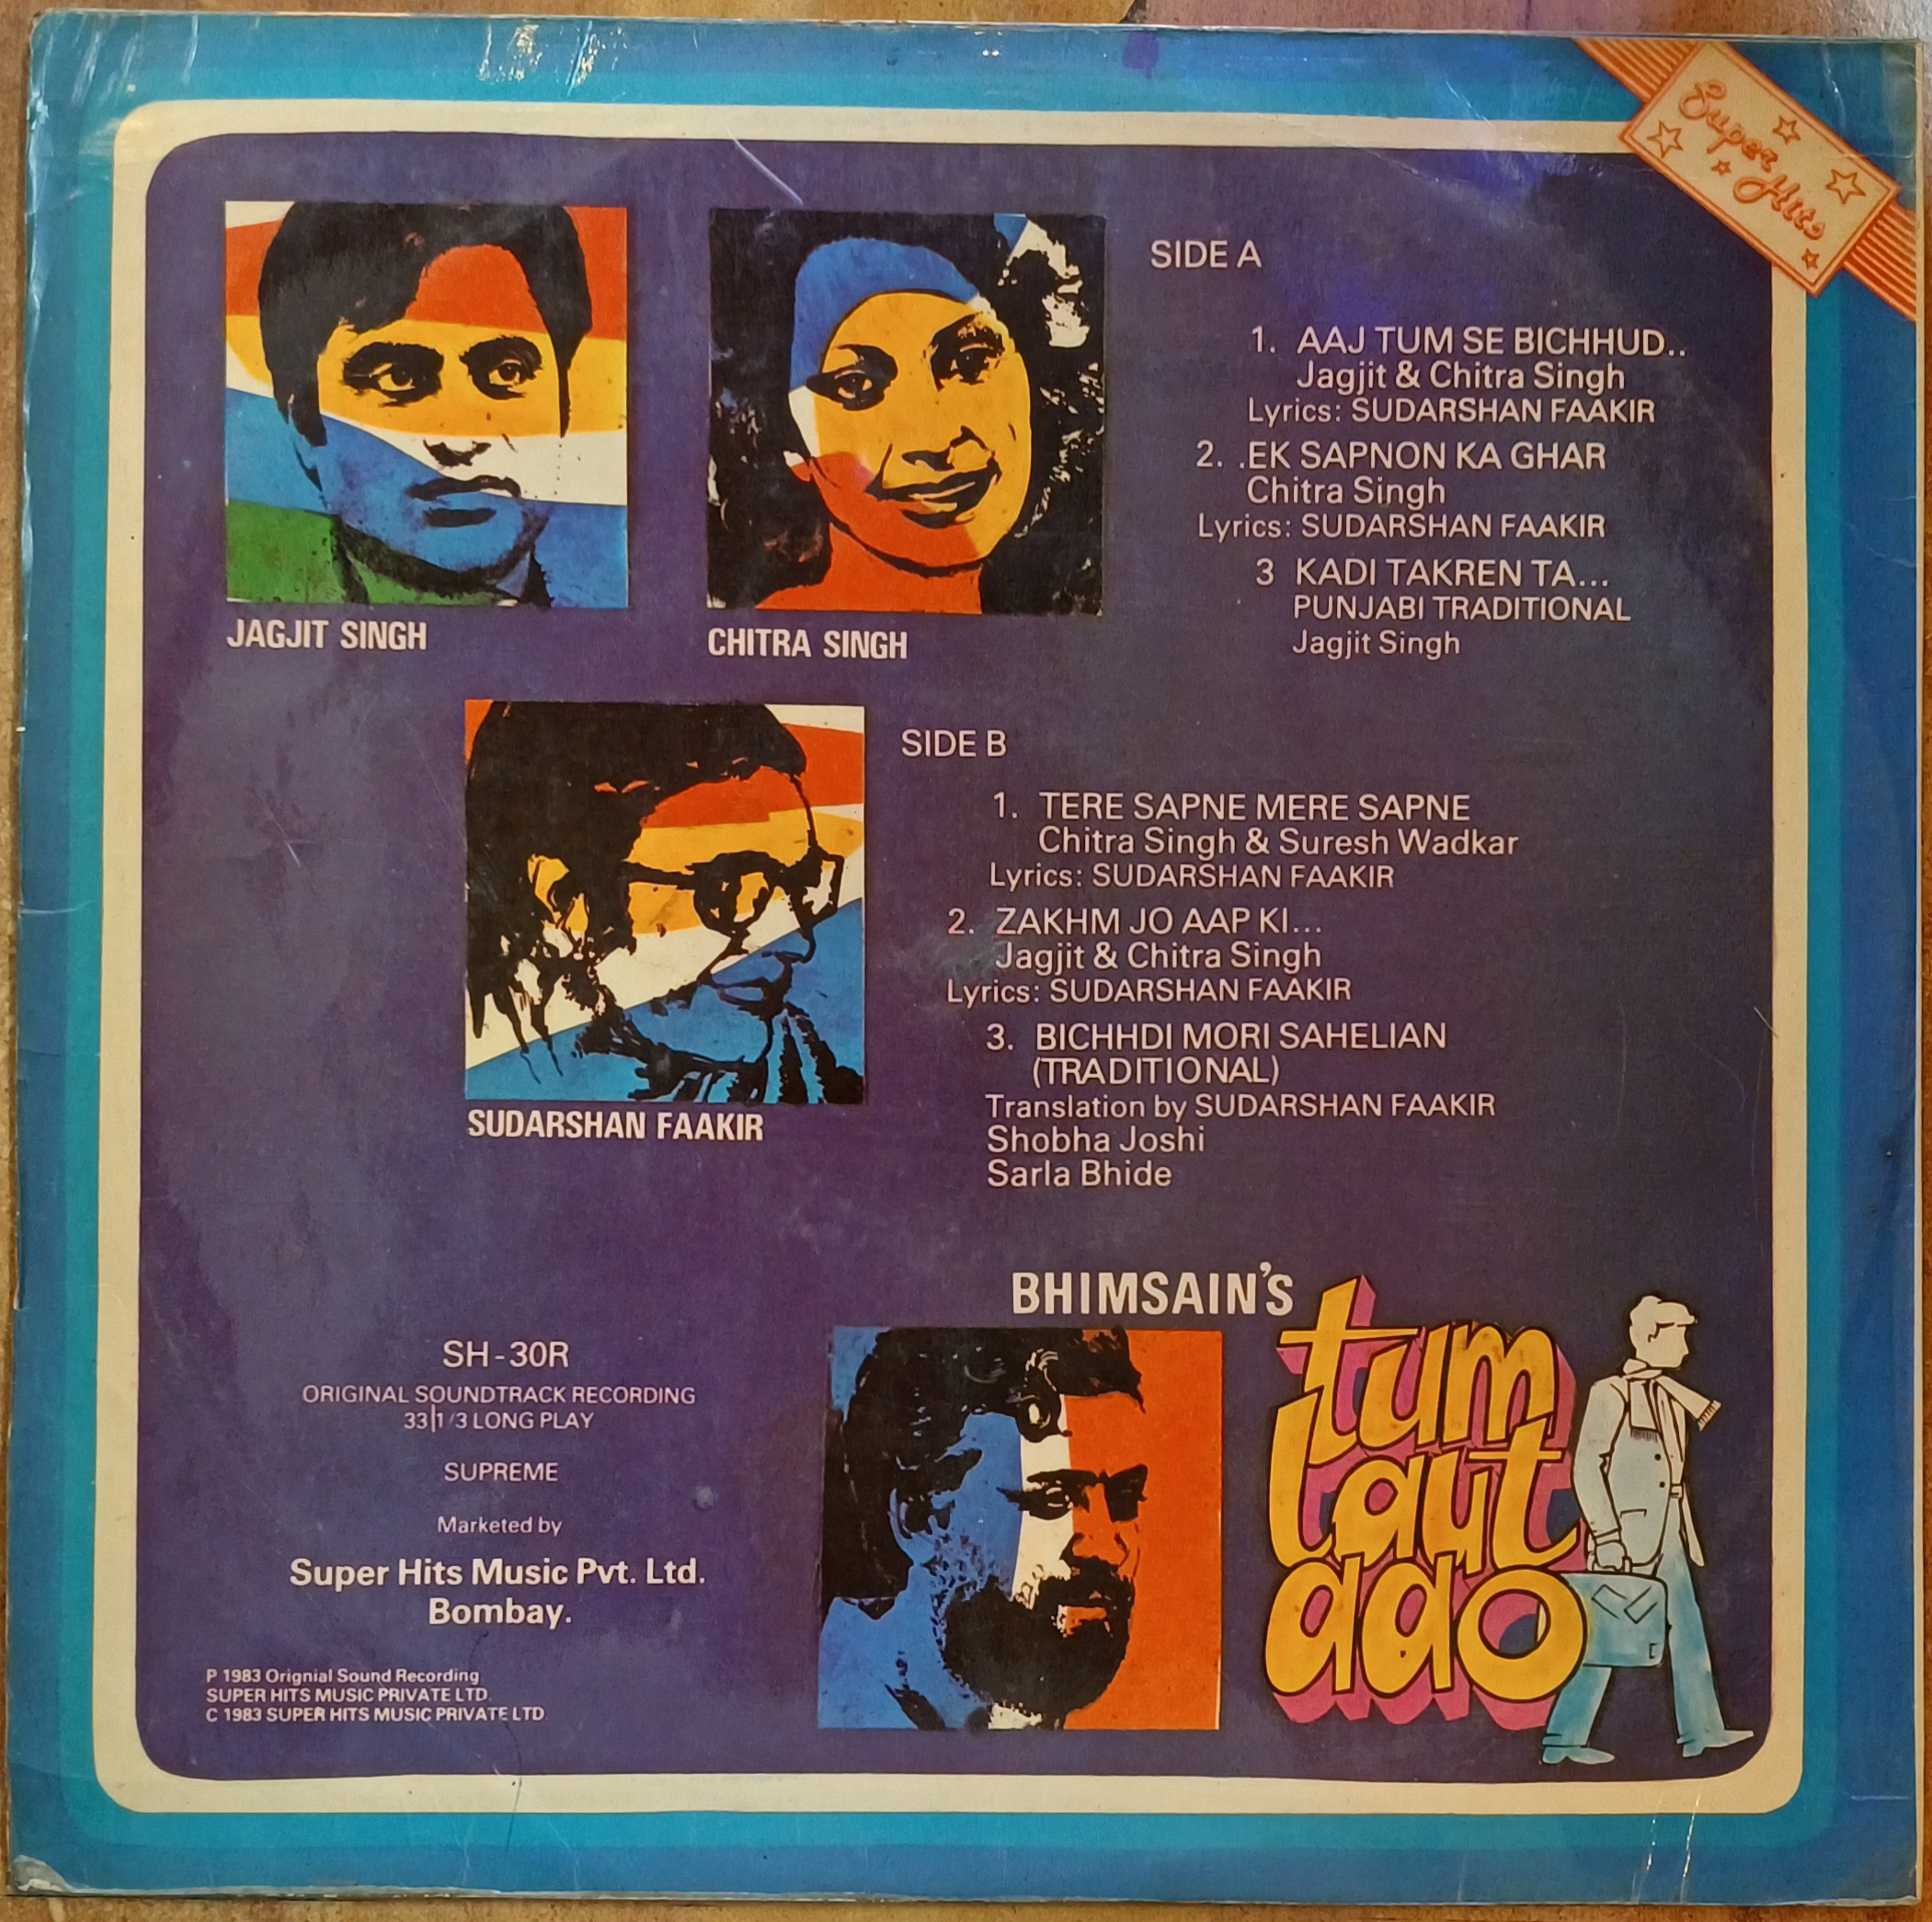 Super Hits
JAGJIT SINGH
CHITRA SINGH
SIDE A
1. AAJ TUM SE BICHHUD..
Jagjit & Chitra Singh
Lyrics: SUDARSHAN FAAKIR
2. .EK SAPNON KA GHAR
Chitra Singh
Lyrics: SUDARSHAN FAAKIR
3 KADI TAKREN TA...
PUNJABI TRADITIONAL
Jagjit Singh
SUDARSHAN FAAKIR
SIDE B
1. TERE SAPNE MERE SAPNE
Chitra Singh & Suresh Wadkar
Lyrics: SUDARSHAN FAAKIR
2. ZAKHM JO AAP KI...
Jagjit & Chitra Singh
Lyrics: SUDARSHAN FAAKIR
3. BICHHDI MORI SAHELIAN
(TRADITIONAL)
Translation by SUDARSHAN FAAKIR
Shobha Joshi
Sarla Bhide
SH-30R
ORIGINAL SOUNDTRACK RECORDING
33|1/3 LONG PLAY
SUPREME
Marketed by
Super Hits Music Pvt. Ltd.
Bombay.
P 1983 Orignial Sound Recording
SUPER HITS MUSIC PRIVATE LTD.
C 1983 SUPER HITS MUSIC PRIVATE LTD
BHIMSAIN'S
tum
laut
aao